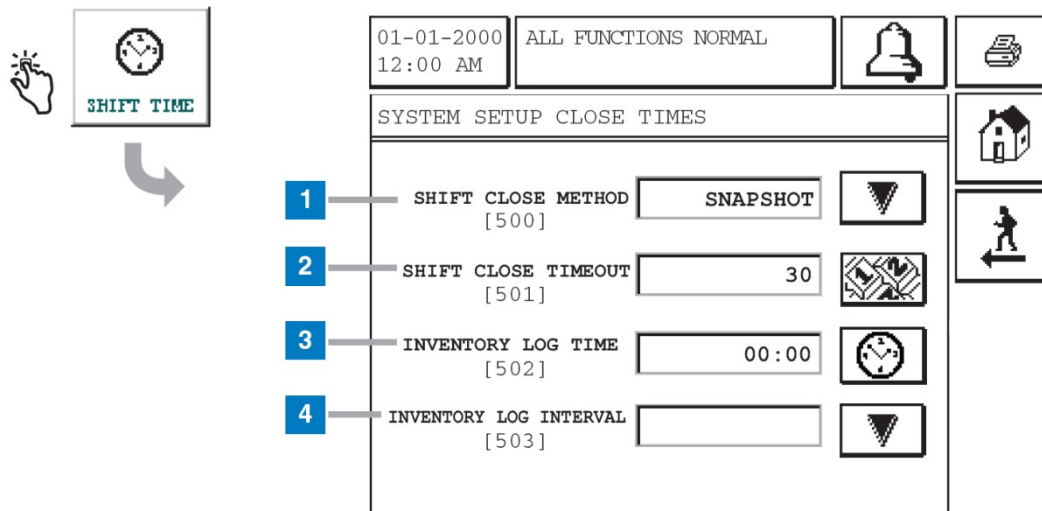 SHIFT TIME
01-01-2000
12:00 AM
ALL FUNCTIONS NORMAL
SYSTEM SETUP CLOSE TIMES
1 SHIFT CLOSE METHOD SNAPSHOT
[500]
2 SHIFT CLOSE TIMEOUT 30
[501]
3 INVENTORY LOG TIME 00:00
[502]
4 INVENTORY LOG INTERVAL
[503]